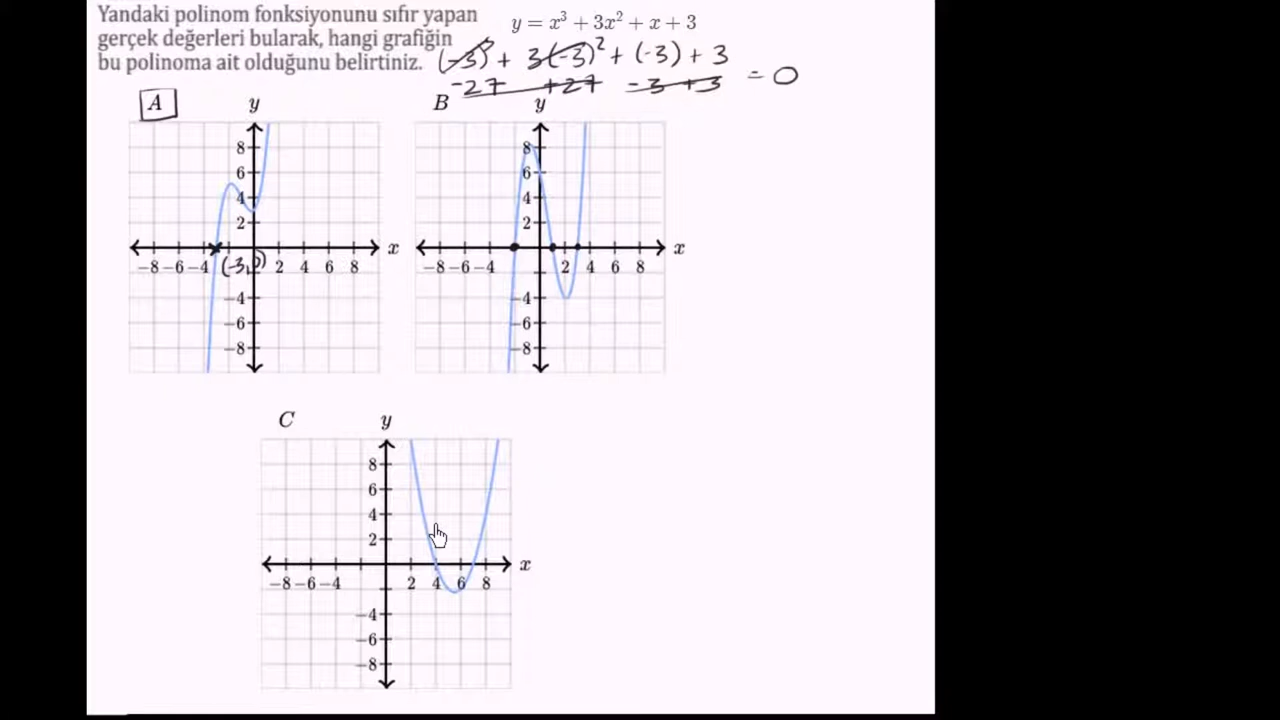 Yandaki polinom fonksiyonunu sıfır yapan
gerçek değerleri bularak, hangi grafiğin
bu polinoma ait olduğunu belirtiniz.
y = x³ + 3x² + x + 3
(-3)³ + 3(-3)² + (-3) + 3
-27 +27 -3 +3 = 0
A
y
8
6
4
2
x
-8 -6 -4 (-3,0) 2 4 6 8
-4
-6
-8
B
y
8
6
4
2
x
-8 -6 -4 2 4 6 8
-4
-6
-8
C
y
8
6
4
2
x
-8 -6 -4 2 4 6 8
-4
-6
-8